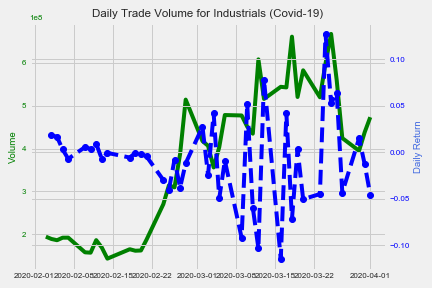 Daily Trade Volume for Industrials (Covid-19)
1e8
6
5
4
3
2
Volume
0.10
0.05
0.00
−0.05
−0.10
Daily Return
2020-02-01 2020-02-08 2020-02-15 2020-02-22 2020-03-01 2020-03-08 2020-03-15 2020-03-22 2020-04-01